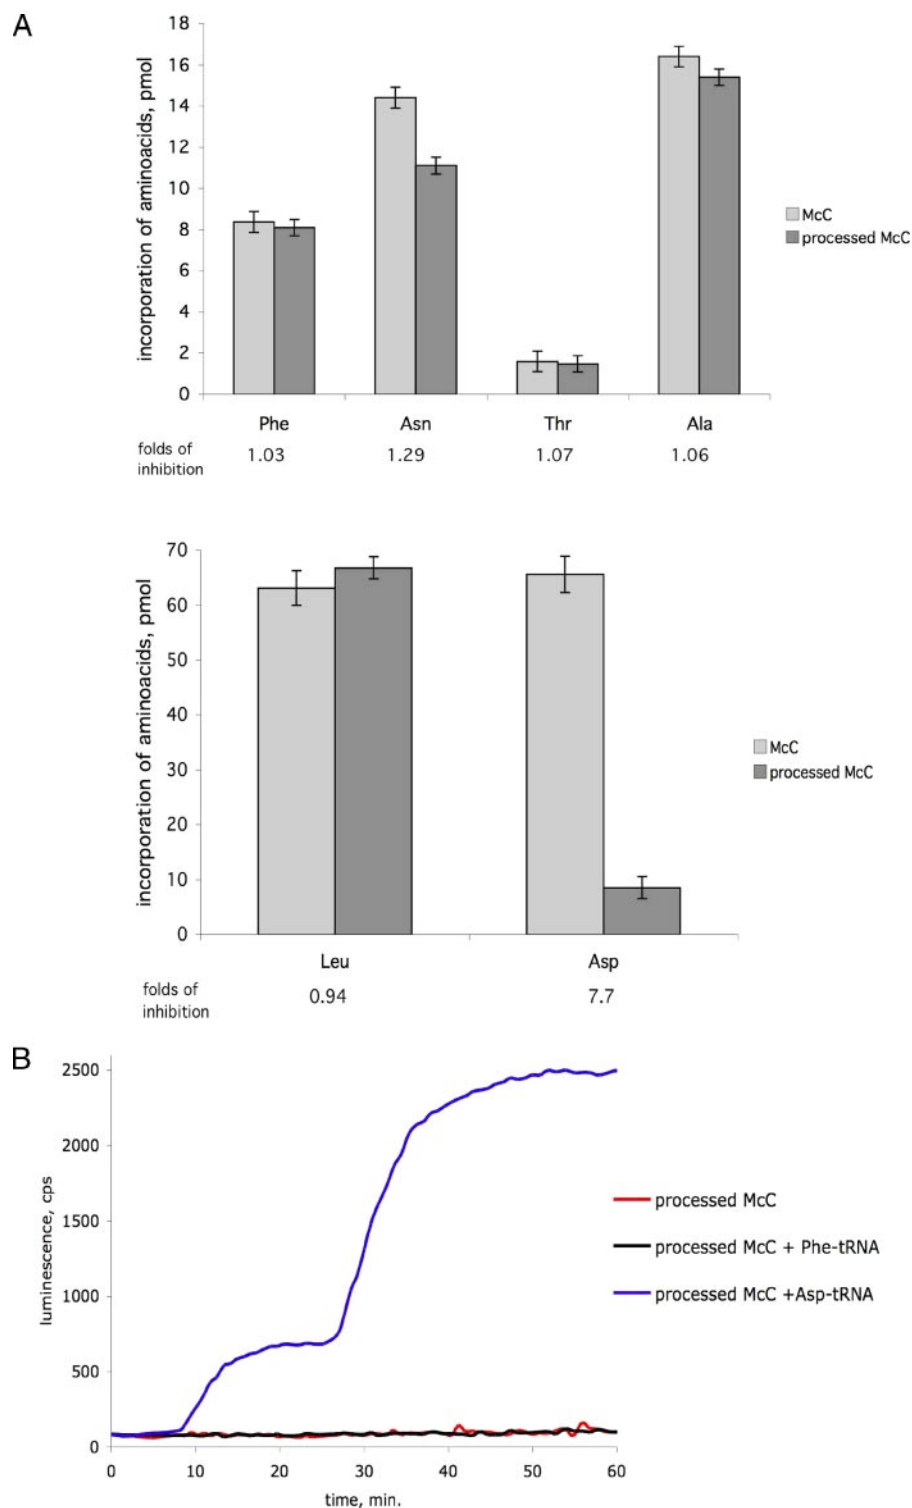 A
incorporation of aminoacids, pmol
18
16
14
12
10
8
6
4
2
0
McC
processed McC
Phe Asn Thr Ala
folds of
inhibition
1.03 1.29 1.07 1.06
incorporation of aminoacids, pmol
70
60
50
40
30
20
10
0
McC
processed McC
Leu Asp
folds of
inhibition
0.94 7.7
B
luminescence, cps
2500
2000
1500
1000
500
0
processed McC
processed McC + Phe-tRNA
processed McC +Asp-tRNA
0 10 20 30 40 50 60
time, min.